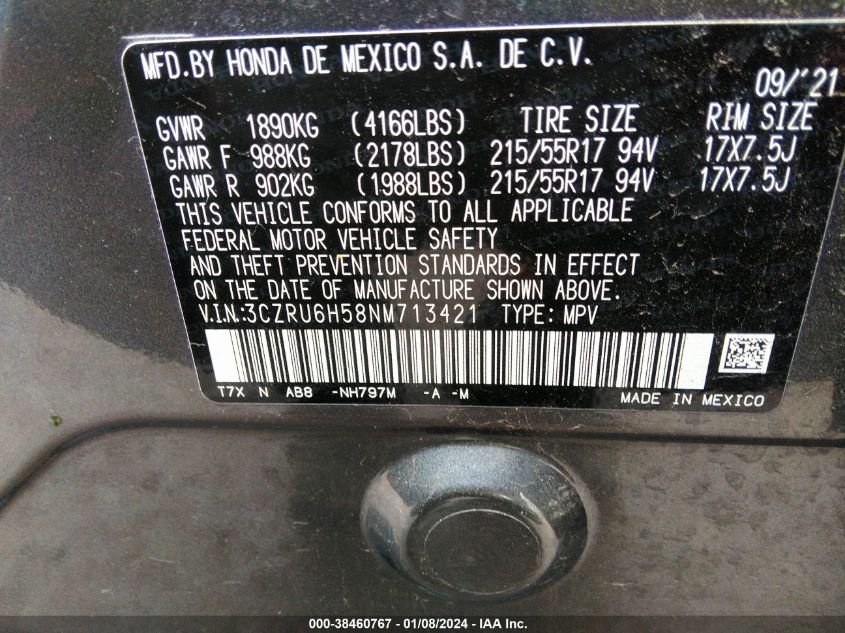 MFD.BY HONDA DE MEXICO S.A. DE C.V.
09/'21
GVWR 1890KG (4166LBS) TIRE SIZE RIM SIZE
GAWR F 988KG (2178LBS) 215/55R17 94V 17X7.5J
GAWR R 902KG (1988LBS) 215/55R17 94V 17X7.5J
THIS VEHICLE CONFORMS TO ALL APPLICABLE
FEDERAL MOTOR VEHICLE SAFETY
AND THEFT PREVENTION STANDARDS IN EFFECT
ON THE DATE OF MANUFACTURE SHOWN ABOVE.
V.I.N.:3CZRU6H58NM713421 TYPE: MPV
T7X N AB8 -NH797M -A -M MADE IN MEXICO
000-38460767 - 01/08/2024 - IAA Inc.